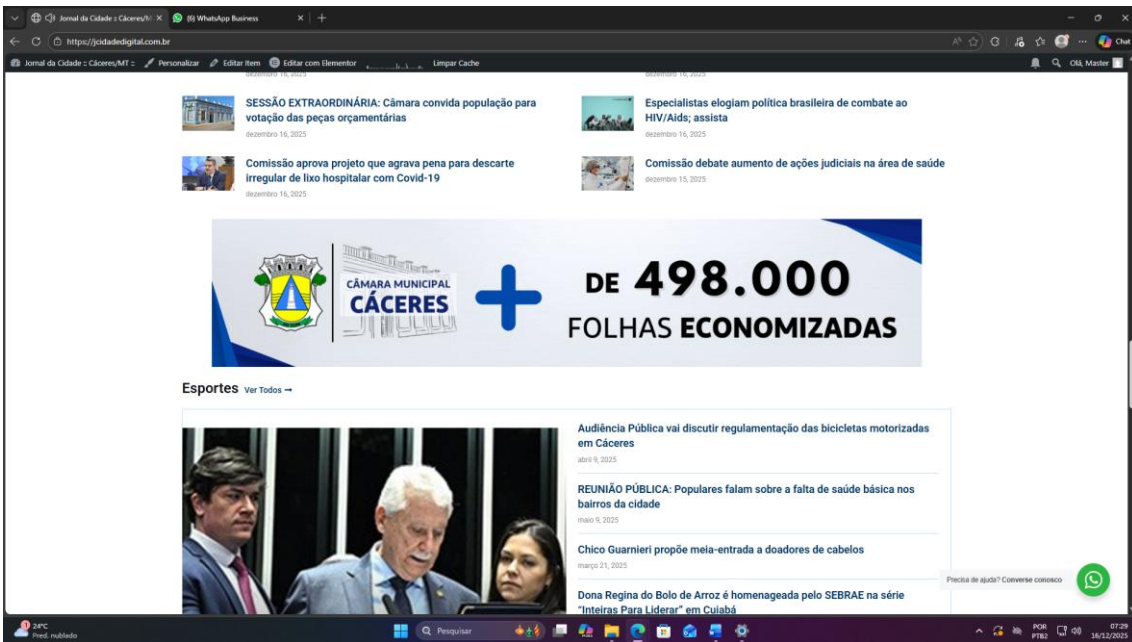 Jornal da Cidade :: Cáceres/M
(6) WhatsApp Business
https://jcidadedigital.com.br
Chat
Jornal da Cidade :: Cáceres/MT ::
Personalizar
Editar Item
Editar com Elementor
Limpar Cache
Olá, Master
dezembro 16, 2025
dezembro 16, 2025
SESSÃO EXTRAORDINÁRIA: Câmara convida população para
votação das peças orçamentárias
dezembro 16, 2025
Especialistas elogiam política brasileira de combate ao
HIV/Aids; assista
dezembro 16, 2025
Comissão aprova projeto que agrava pena para descarte
irregular de lixo hospitalar com Covid-19
dezembro 16, 2025
Comissão debate aumento de ações judiciais na área de saúde
dezembro 15, 2025
CÂMARA MUNICIPAL
CÁCERES
+
DE 498.000
FOLHAS ECONOMIZADAS
Esportes Ver Todos →
Audiência Pública vai discutir regulamentação das bicicletas motorizadas
em Cáceres
abril 9, 2025
REUNIÃO PÚBLICA: Populares falam sobre a falta de saúde básica nos
bairros da cidade
maio 9, 2025
Chico Guarnieri propõe meia-entrada a doadores de cabelos
março 21, 2025
Dona Regina do Bolo de Arroz é homenageada pelo SEBRAE na série
"Inteiras Para Liderar" em Cuiabá
Precisa de ajuda? Converse conosco
1
24°C
Pred. nublado
Pesquisar
POR
PTB2
07:29
16/12/2025